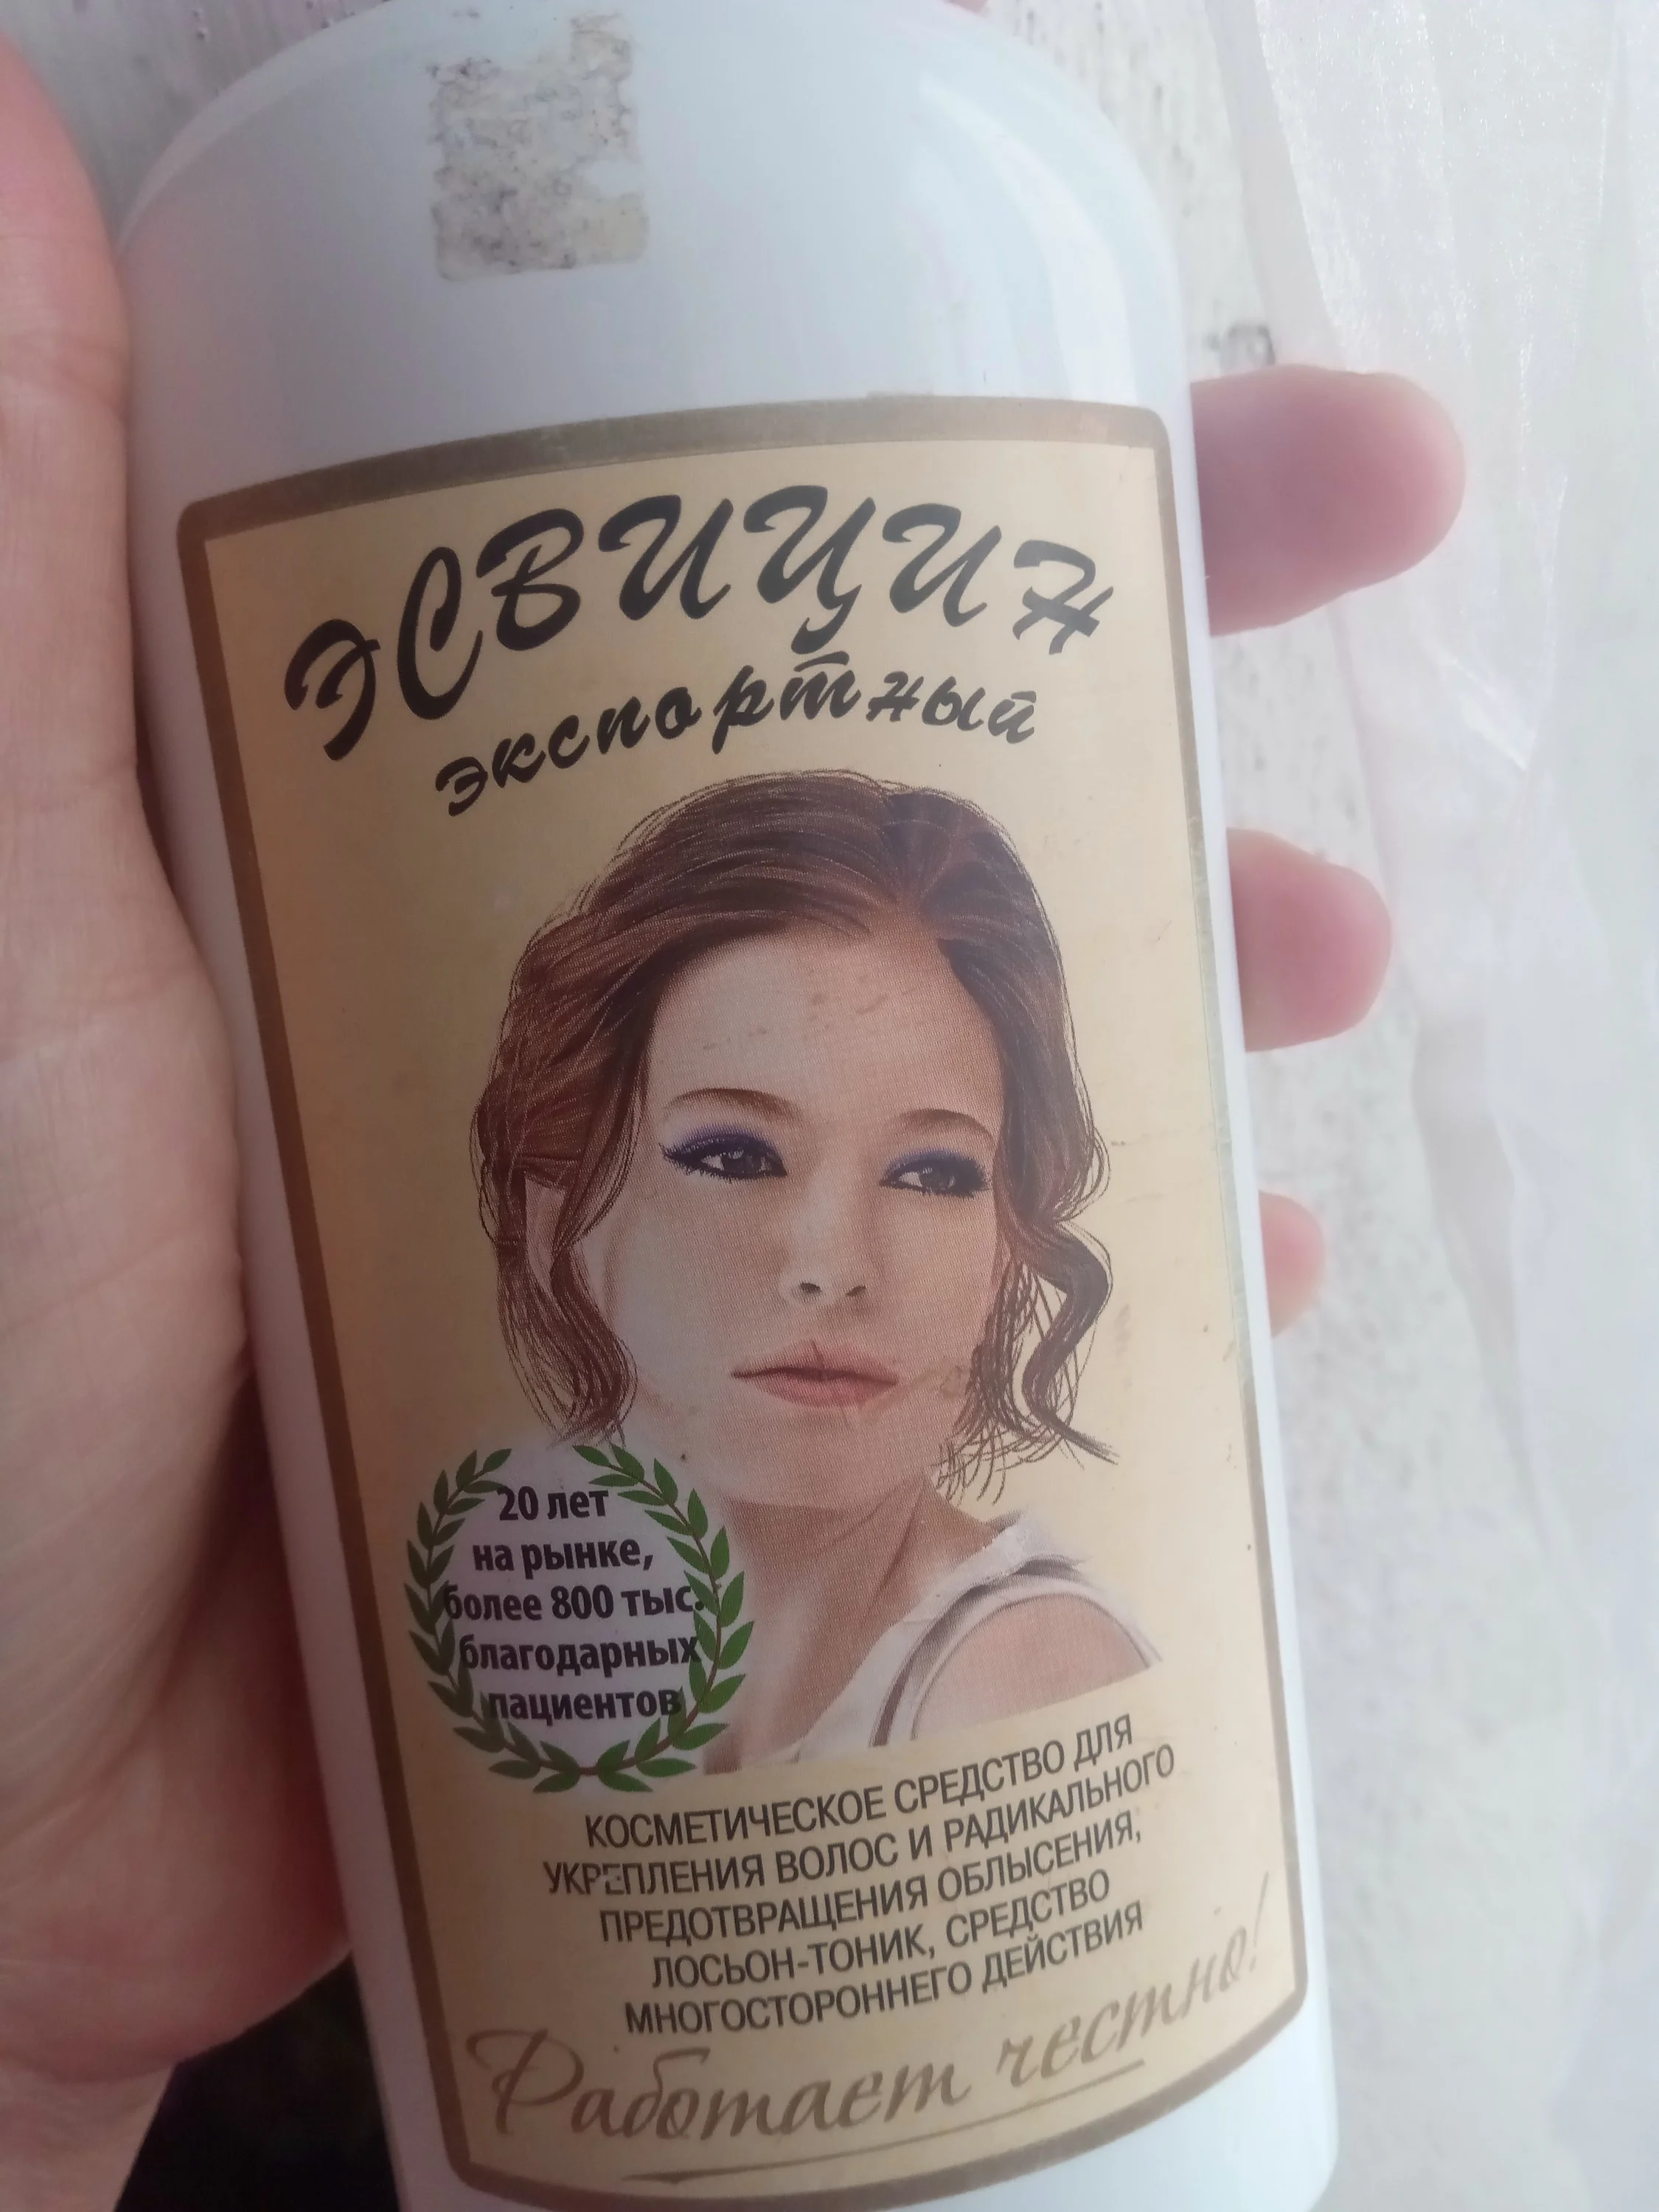 ЭСВИЦИН
экспортный
20 лет
на рынке,
более 800 тыс.
благодарных
пациентов
КОСМЕТИЧЕСКОЕ СРЕДСТВО ДЛЯ
УКРЕПЛЕНИЯ ВОЛОС И РАДИКАЛЬНОГО
ПРЕДОТВРАЩЕНИЯ ОБЛЫСЕНИЯ,
ЛОСЬОН-ТОНИК, СРЕДСТВО
МНОГОСТОРОННЕГО ДЕЙСТВИЯ
Работает честно!